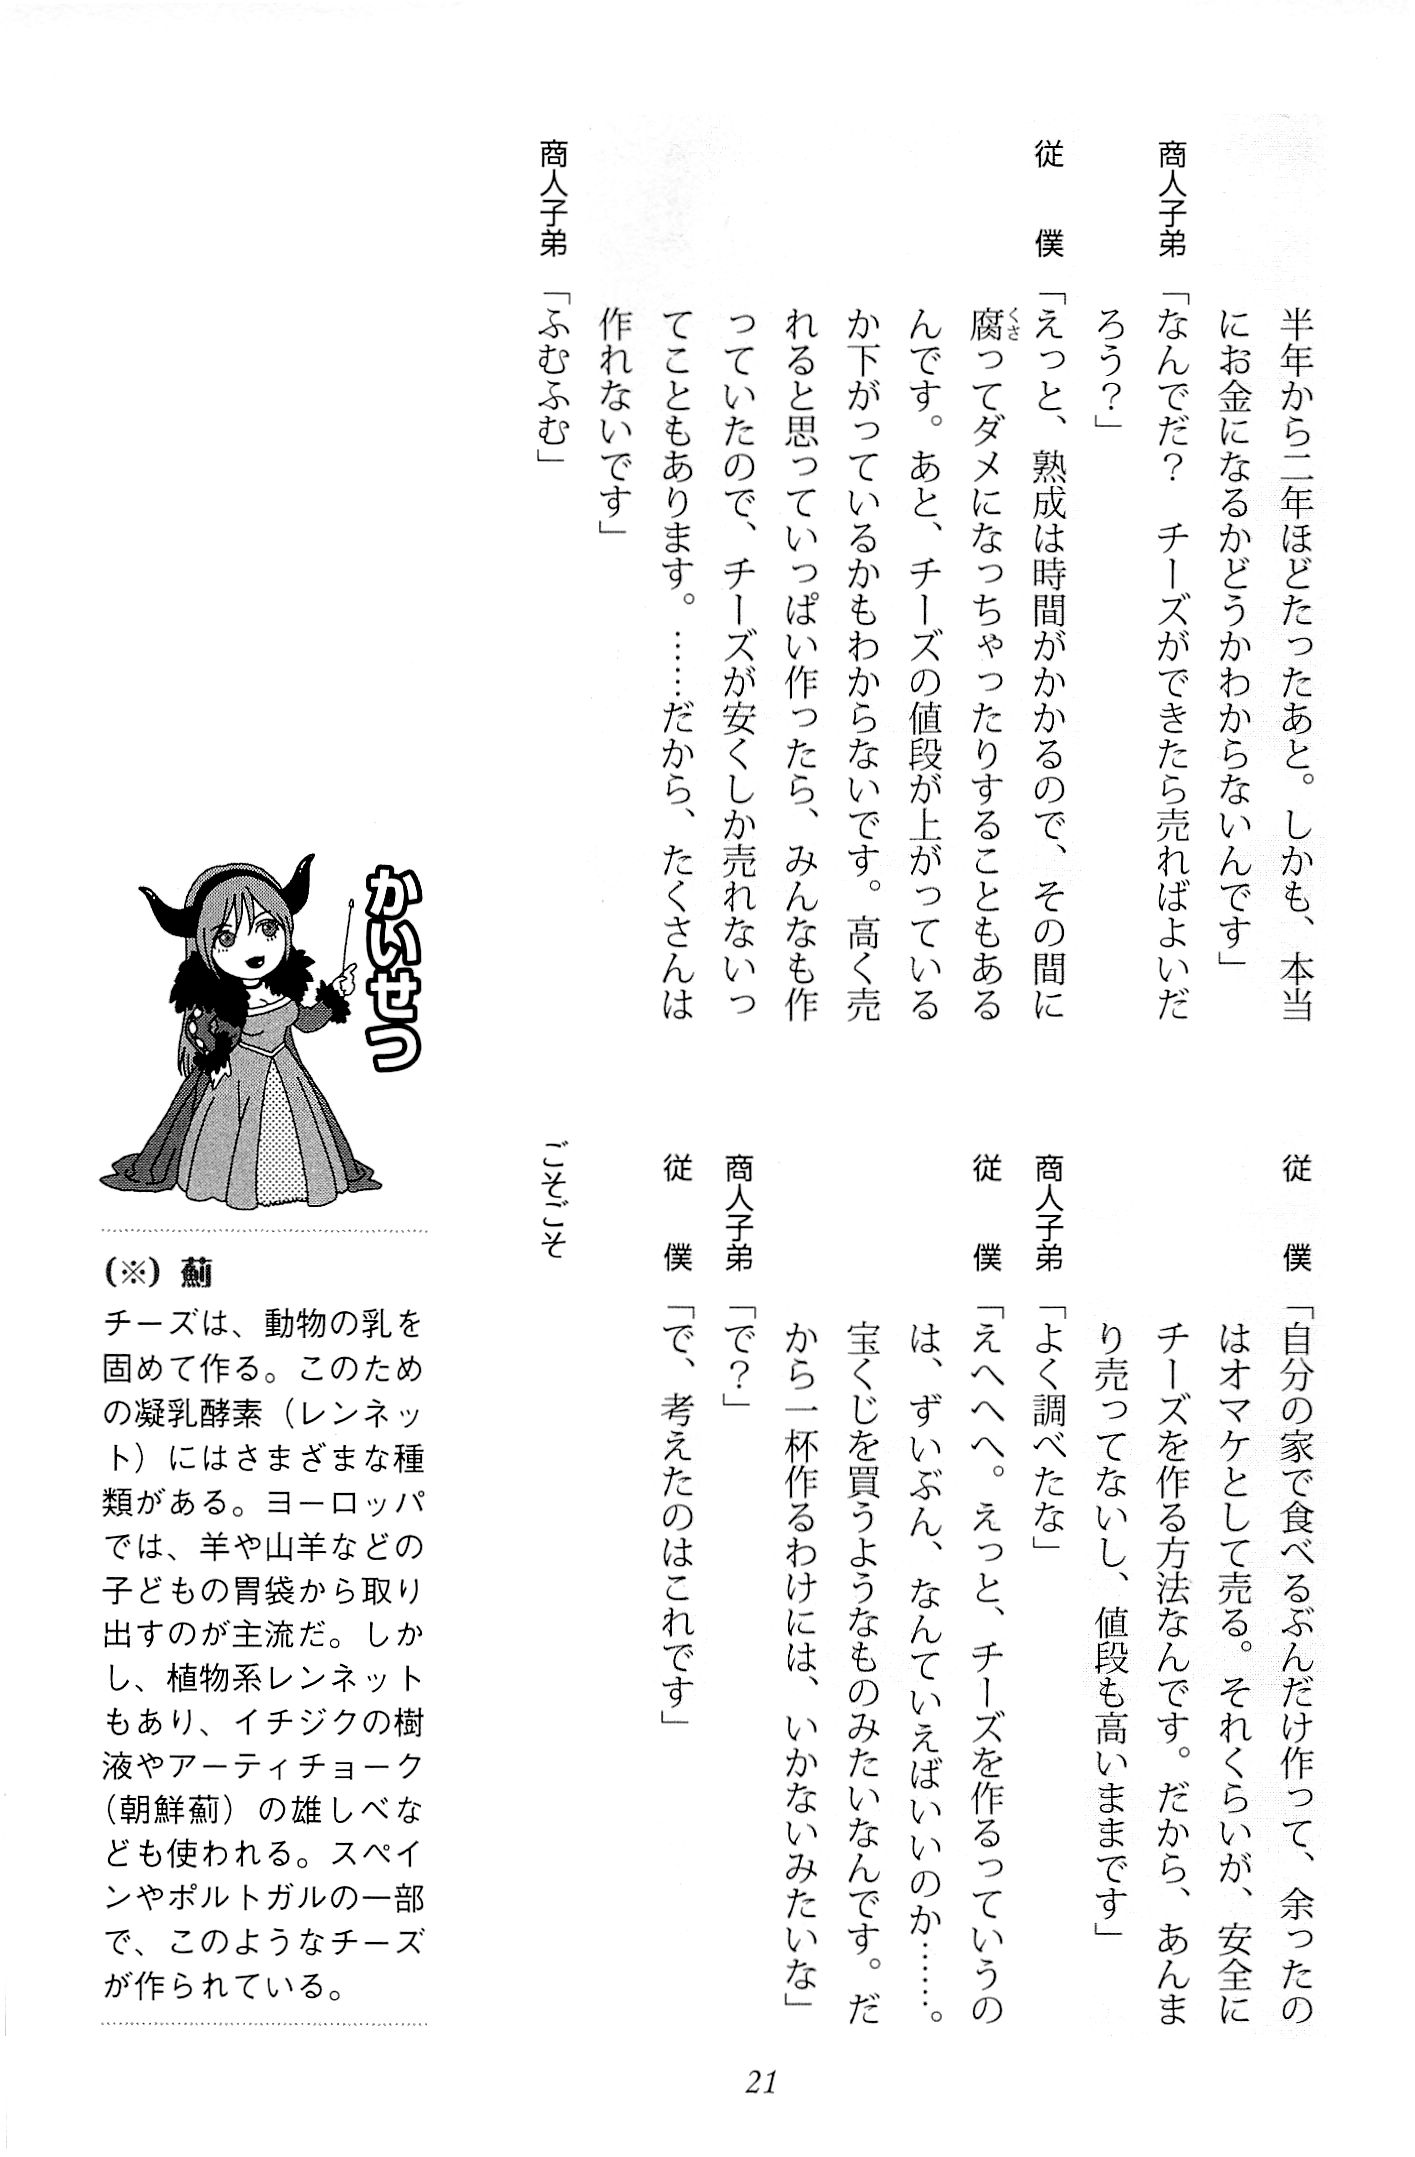 半年から二年ほどたったあと。しかも、本当
にお金になるかどうかわからないんです」
商人子弟「なんでだ？　チーズができたら売ればよいだ
ろう？」
従　僕「えっと、熟成は時間がかかるので、その間に
腐ってダメになっちゃったりすることもある
んです。あと、チーズの値段が上がっている
か下がっているかもわからないです。高く売
れると思っていっぱい作ったら、みんなも作
っていたので、チーズが安くしか売れないっ
てこともあります。……だから、たくさんは
作れないです」
商人子弟「ふむふむ」
従　僕「自分の家で食べるぶんだけ作って、余ったの
はオマケとして売る。それくらいが、安全に
チーズを作る方法なんです。だから、あんま
り売ってないし、値段も高いままです」
商人子弟「よく調べたな」
従　僕「えへへへ。えっと、チーズを作るっていうの
は、ずいぶん、なんていえばいいのか……。
宝くじを買うようなものみたいなんです。だ
から一杯作るわけには、いかないみたいな」
商人子弟「で？」
従　僕「で、考えたのはこれです」
ごそごそ
かいせつ
（※）薊
チーズは、動物の乳を
固めて作る。このため
の凝乳酵素（レンネッ
ト）にはさまざまな種
類がある。ヨーロッパ
では、羊や山羊などの
子どもの胃袋から取り
出すのが主流だ。しか
し、植物系レンネット
もあり、イチジクの樹
液やアーティチョーク
（朝鮮薊）の雄しべな
ども使われる。スペイ
ンやポルトガルの一部
で、このようなチーズ
が作られている。
21